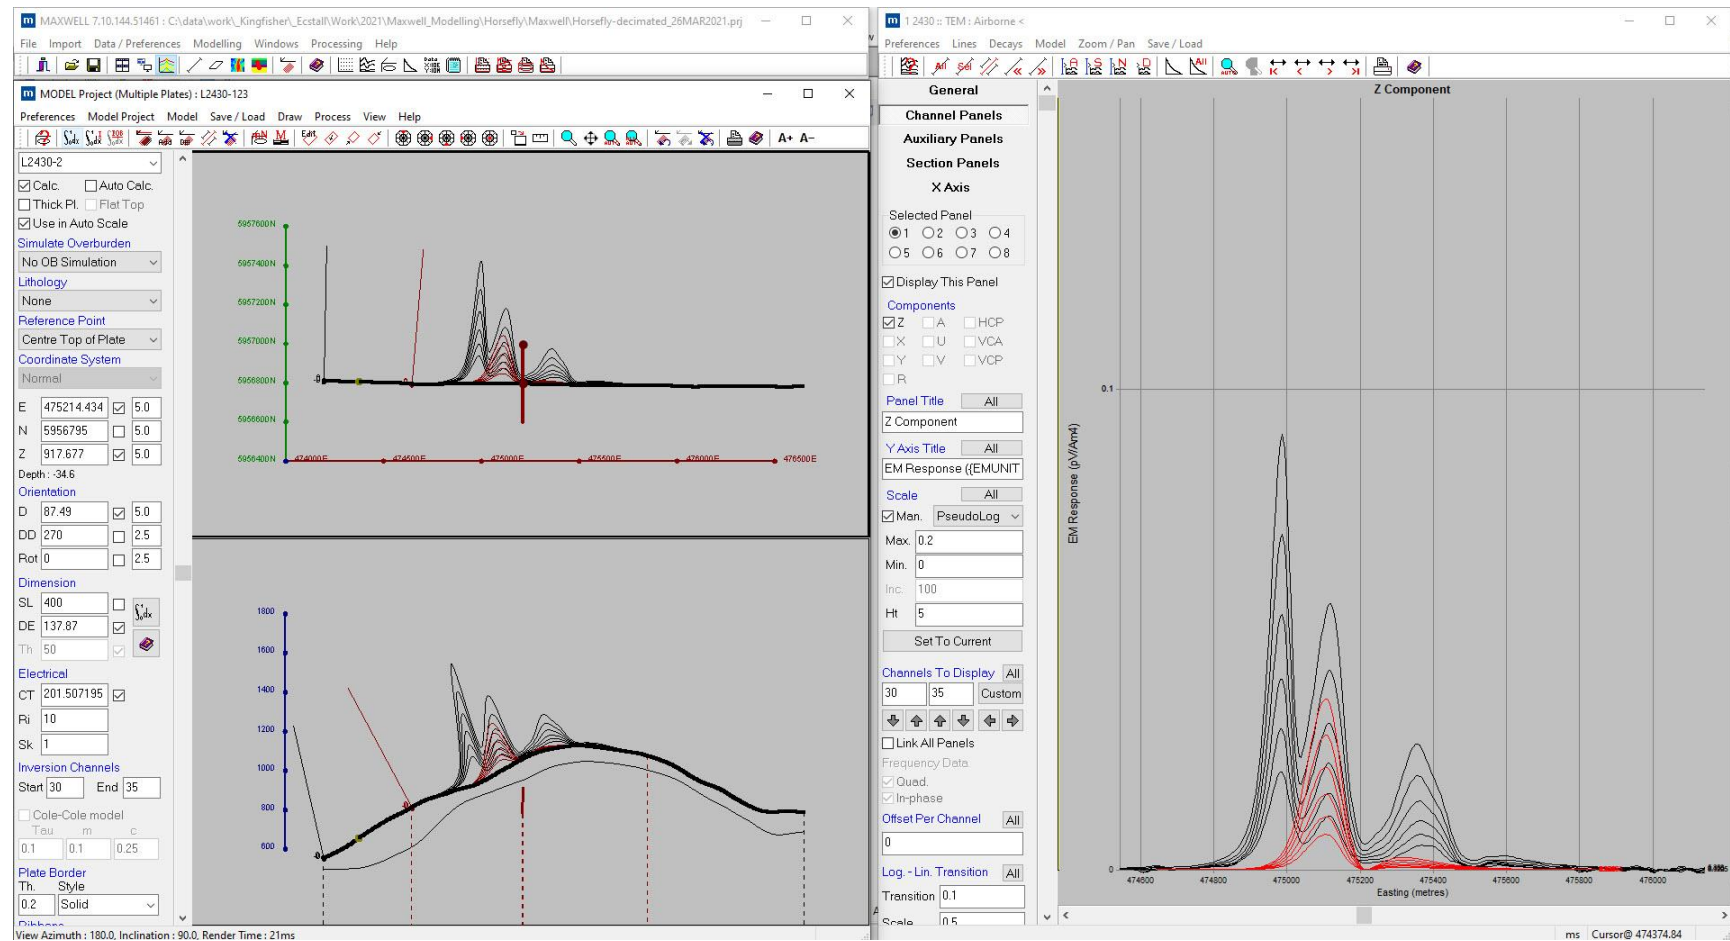 MAXWELL 7.10.144.51461 : C:\data\work\_Kingfisher\_Ecstall\Work\2021\Maxwell_Modelling\Horsefly\Maxwell\Horsefly-decimated_26MAR2021.prj
File Import Data / Preferences Modelling Windows Processing Help
MODEL Project (Multiple Plates) : L2430-123
Preferences Model Project Model Save / Load Draw Process View Help
A+ A-
L2430-2
Calc. Auto Calc.
Thick Pl. Flat Top
Use in Auto Scale
Simulate Overburden
No OB Simulation
Lithology
None
Reference Point
Centre Top of Plate
Coordinate System
Normal
E 475214.434 5.0
N 5956795 5.0
Z 917.677 5.0
Depth : -34.6
Orientation
D 87.49 5.0
DD 270 2.5
Rot 0 2.5
Dimension
SL 400
DE 137.87
Th 50
Electrical
CT 201.507195
Ri 10
Sk 1
Inversion Channels
Start 30 End 35
Cole-Cole model
Tau m c
0.1 0.1 0.25
Plate Border
Th. Style
0.2 Solid
Ribbons
View Azimuth : 180.0, Inclination : 90.0, Render Time : 21ms
5957600N
5957400N
5957200N
5957000N
5956800N
5956600N
5956400N
474000E 474500E 475000E 475500E 476000E 476500E
1800
1600
1400
1200
1000
800
600
1 2430 :: TEM : Airborne <
Preferences Lines Decays Model Zoom / Pan Save / Load
General
Channel Panels
Auxiliary Panels
Section Panels
X Axis
Selected Panel
1 2 3 4
5 6 7 8
Display This Panel
Components
Z A HCP
X U VCA
Y V VCP
R
Panel Title All
Z Component
Y Axis Title All
EM Response ({EMUNIT
Scale All
Man. PseudoLog
Max. 0.2
Min. 0
Inc. 100
Ht 5
Set To Current
Channels To Display All
30 35 Custom
Link All Panels
Frequency Data
Quad.
In-phase
Offset Per Channel All
0
Log. - Lin. Transition All
Transition 0.1
Scale 0.5
Z Component
EM Response (pV/Am4)
0.1
0
474600 474800 475000 475200 475400 475600 475800 476000
Easting (metres)
ms Cursor@ 474374.84